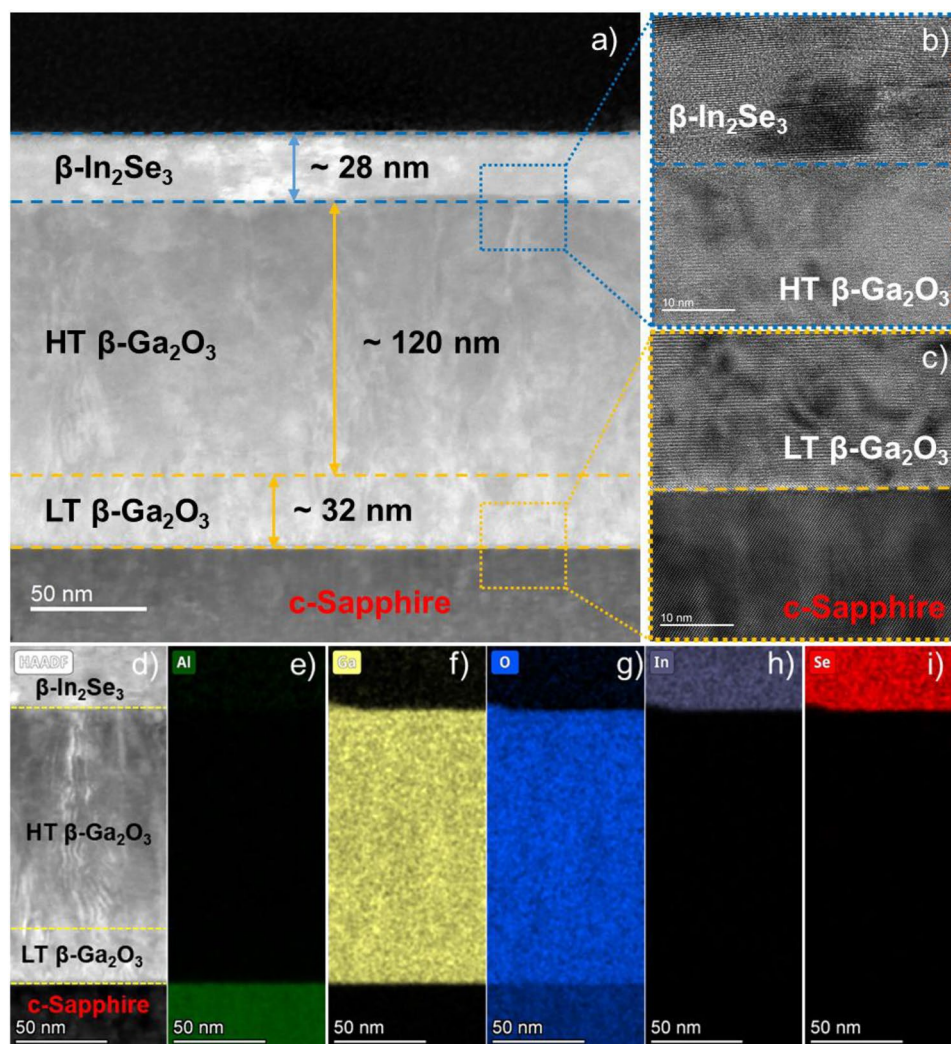 a)
β-In₂Se₃
~ 28 nm
HT β-Ga₂O₃
~ 120 nm
LT β-Ga₂O₃
~ 32 nm
50 nm
c-Sapphire
b)
β-In₂Se₃
HT β-Ga₂O₃
10 nm
c)
LT β-Ga₂O₃
c-Sapphire
10 nm
HAADF d)
β-In₂Se₃
HT β-Ga₂O₃
LT β-Ga₂O₃
c-Sapphire
50 nm
Al e)
50 nm
Ga f)
50 nm
O g)
50 nm
In h)
50 nm
Se i)
50 nm